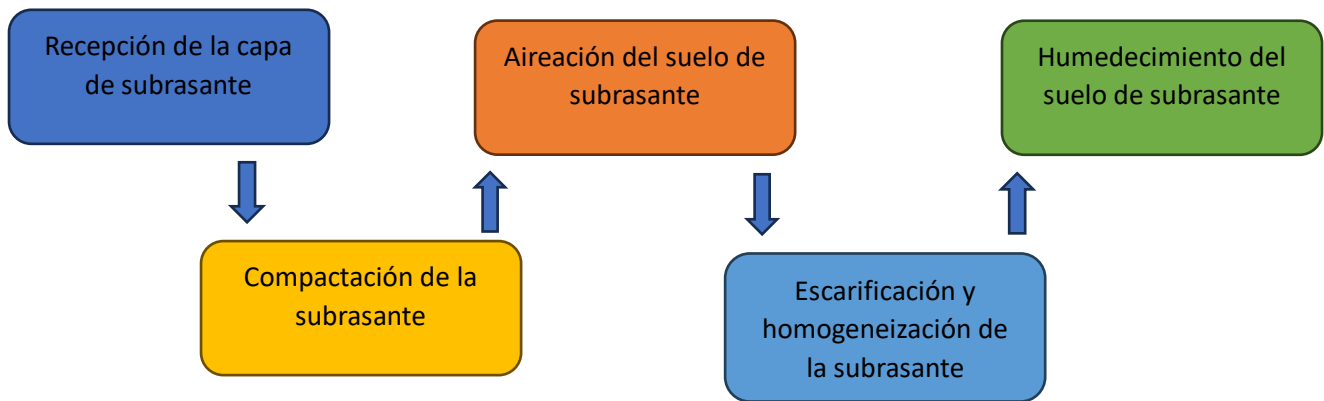 Recepción de la capa
de subrasante
Compactación de la
subrasante
Aireación del suelo de
subrasante
Escarificación y
homogeneización de
la subrasante
Humedecimiento del
suelo de subrasante